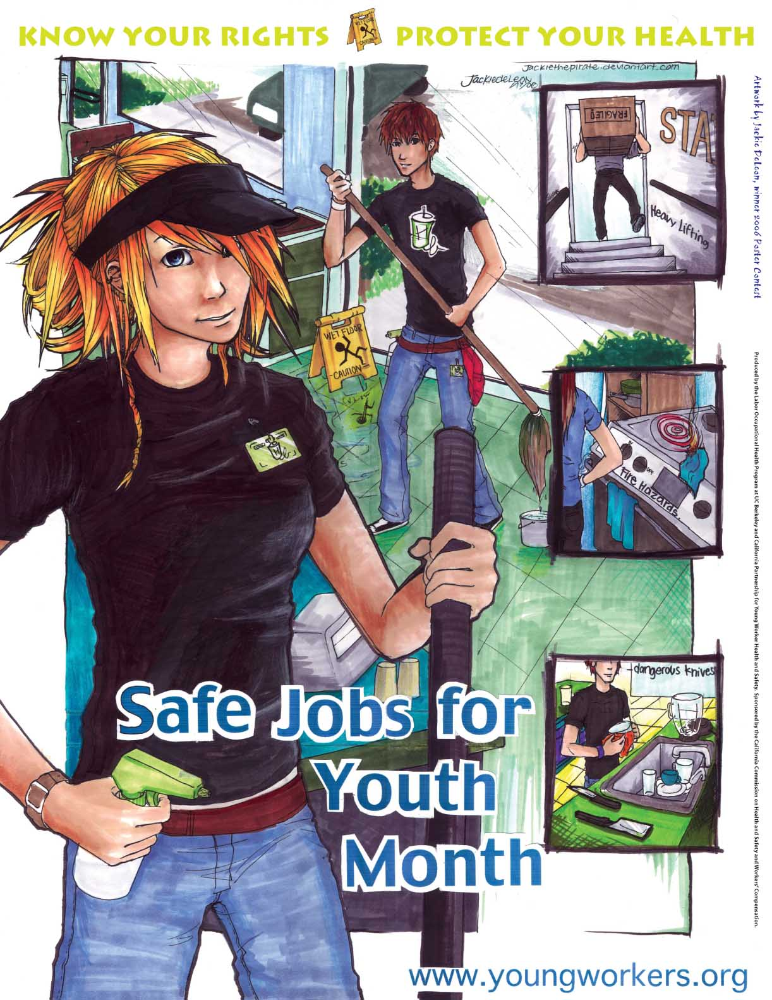 KNOW YOUR RIGHTS
WET FLOOR
CAUTION
PROTECT YOUR HEALTH
jackiethepirate.deviantart.com
JackiedeLeon
FRAGILE
STA
Heavy Lifting
WET FLOOR
-CAUTION-
OFF
Fire Hazards.
-dangerous knives
Safe Jobs for
Youth
Month
www.youngworkers.org
Artwork by Jackie DeLeon, winner 2006 Poster Contest
Produced by the Labor Occupational Health Program at UC Berkeley and California Partnership for Young Worker Health and Safety. Sponsored by the California Commission on Health and Safety and Workers' Compensation.